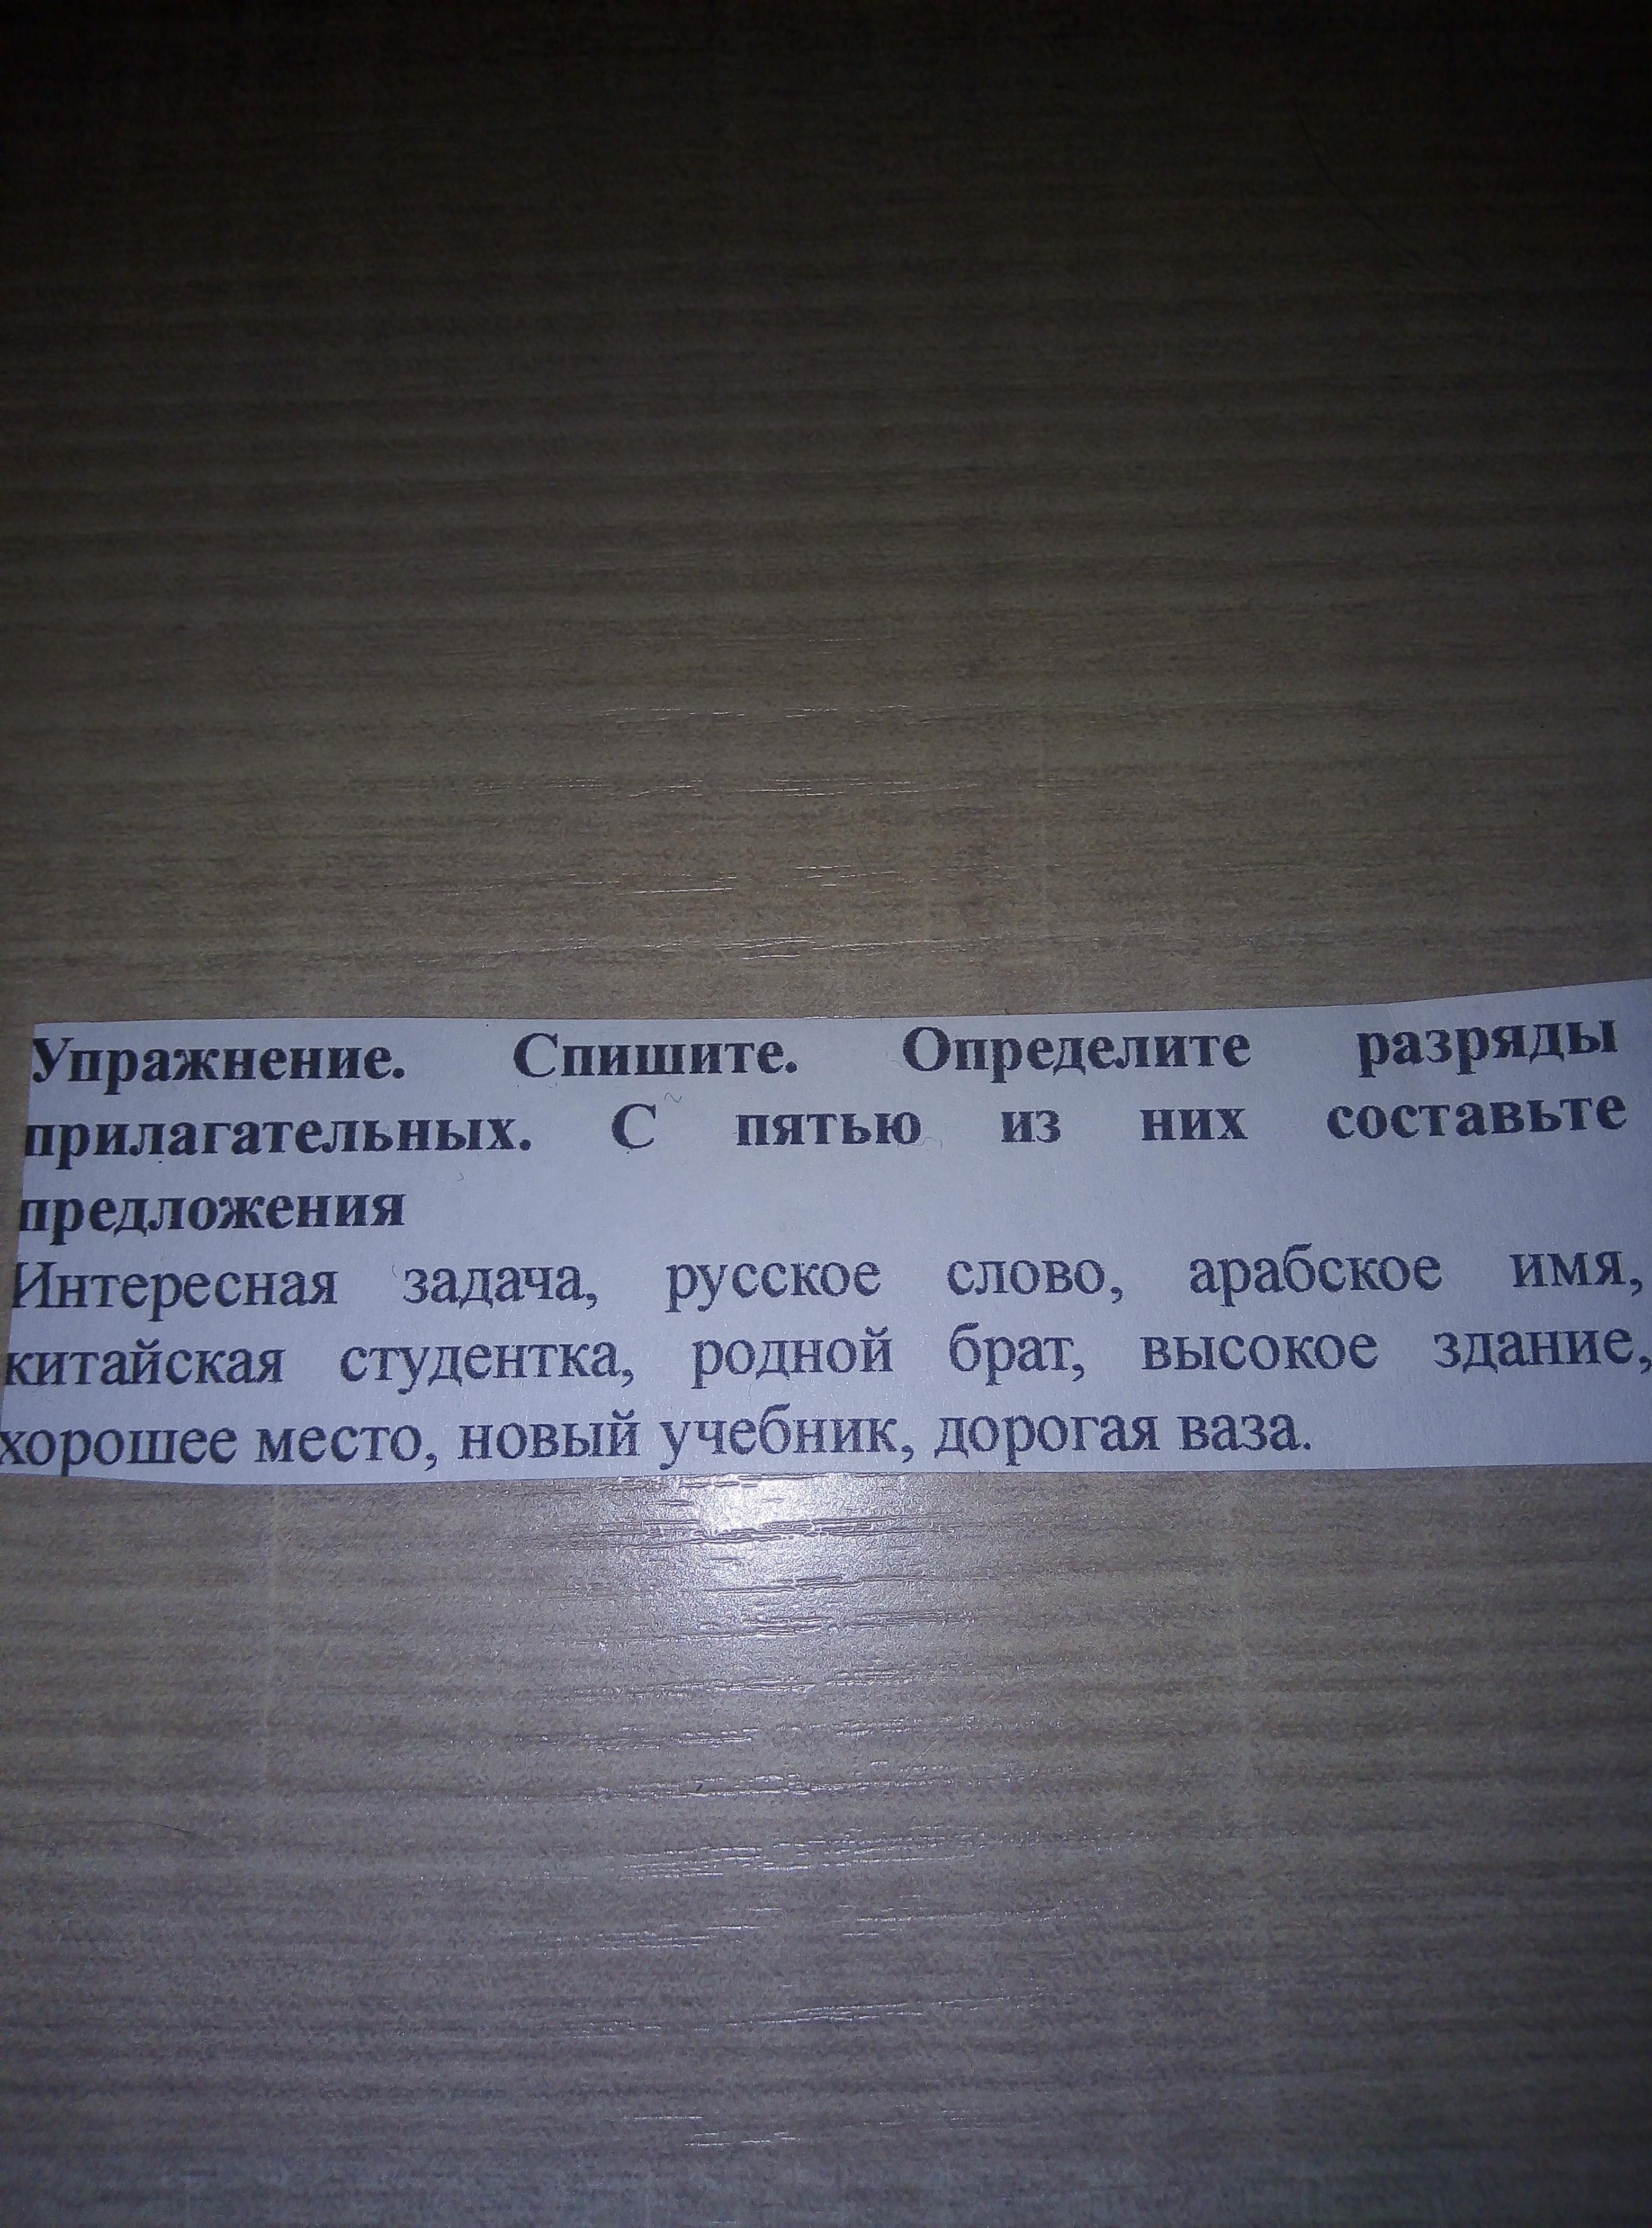 Упражнение. Спишите. Определите разряды
прилагательных. С пятью из них составьте
предложения
Интересная задача, русское слово, арабское имя,
китайская студентка, родной брат, высокое здание,
хорошее место, новый учебник, дорогая ваза.